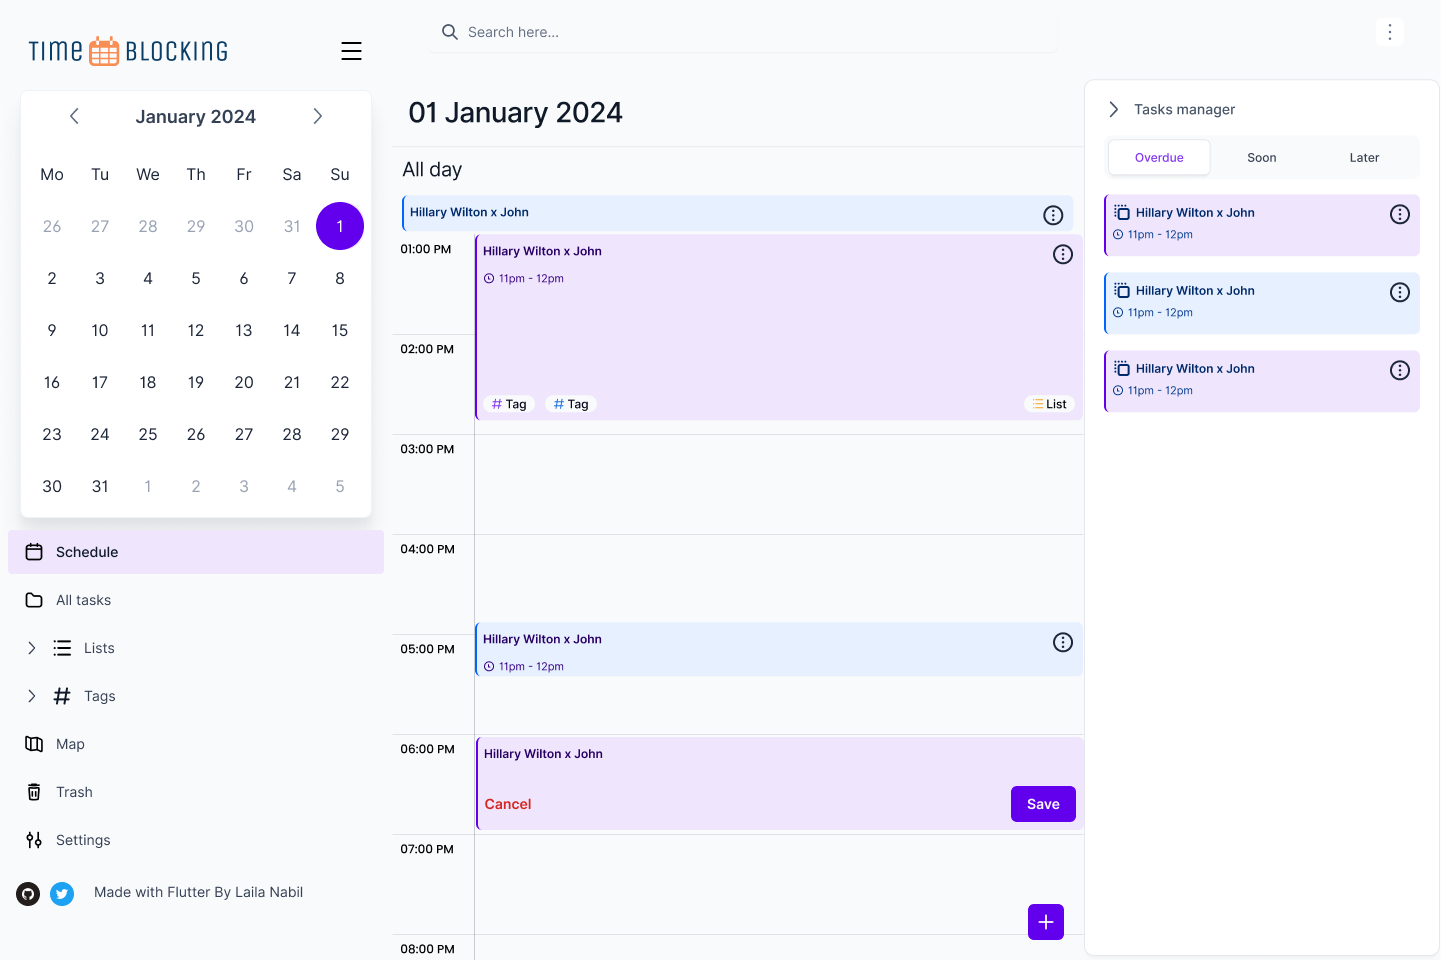 TIME BLOCKING
January 2024
Mo Tu We Th Fr Sa Su
26 27 28 29 30 31 1
2 3 4 5 6 7 8
9 10 11 12 13 14 15
16 17 18 19 20 21 22
23 24 25 26 27 28 29
30 31 1 2 3 4 5
Schedule
All tasks
Lists
Tags
Map
Trash
Settings
Made with Flutter By Laila Nabil
Search here...
01 January 2024
All day
Hillary Wilton x John
01:00 PM
Hillary Wilton x John
11pm - 12pm
02:00 PM
Tag Tag List
03:00 PM
04:00 PM
Hillary Wilton x John
05:00 PM
11pm - 12pm
06:00 PM
Hillary Wilton x John
Cancel Save
07:00 PM
08:00 PM
Tasks manager
Overdue Soon Later
Hillary Wilton x John
11pm - 12pm
Hillary Wilton x John
11pm - 12pm
Hillary Wilton x John
11pm - 12pm